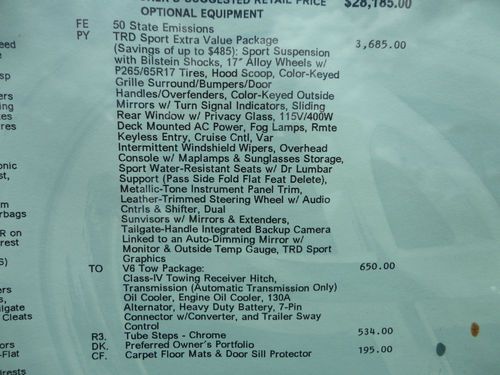 SUGGESTED RETAIL PRICE $28,185.00
OPTIONAL EQUIPMENT
FE 50 State Emissions
PY TRD Sport Extra Value Package 3,685.00
(Savings of up to $485): Sport Suspension
with Bilstein Shocks, 17" Alloy Wheels w/
P265/65R17 Tires, Hood Scoop, Color-Keyed
Grille Surround/Bumpers/Door
Handles/Overfenders, Color-Keyed Outside
Mirrors w/ Turn Signal Indicators, Sliding
Rear Window w/ Privacy Glass, 115V/400W
Deck Mounted AC Power, Fog Lamps, Rmte
Keyless Entry, Cruise Cntl, Var
Intermittent Windshield Wipers, Overhead
Console w/ Maplamps & Sunglasses Storage,
Sport Water-Resistant Seats w/ Dr Lumbar
Support (Pass Side Fold Flat Feat Delete),
Metallic-Tone Instrument Panel Trim,
Leather-Trimmed Steering Wheel w/ Audio
Cntrls & Shifter, Dual
Sunvisors w/ Mirrors & Extenders,
Tailgate-Handle Integrated Backup Camera
Linked to an Auto-Dimming Mirror w/
Monitor & Outside Temp Gauge, TRD Sport
Graphics
TO V6 Tow Package: 650.00
Class-IV Towing Receiver Hitch,
Transmission (Automatic Transmission Only)
Oil Cooler, Engine Oil Cooler, 130A
Alternator, Heavy Duty Battery, 7-Pin
Connector w/Converter, and Trailer Sway
Control
R3. Tube Steps - Chrome 534.00
DK. Preferred Owner's Portfolio
CF. Carpet Floor Mats & Door Sill Protector 195.00